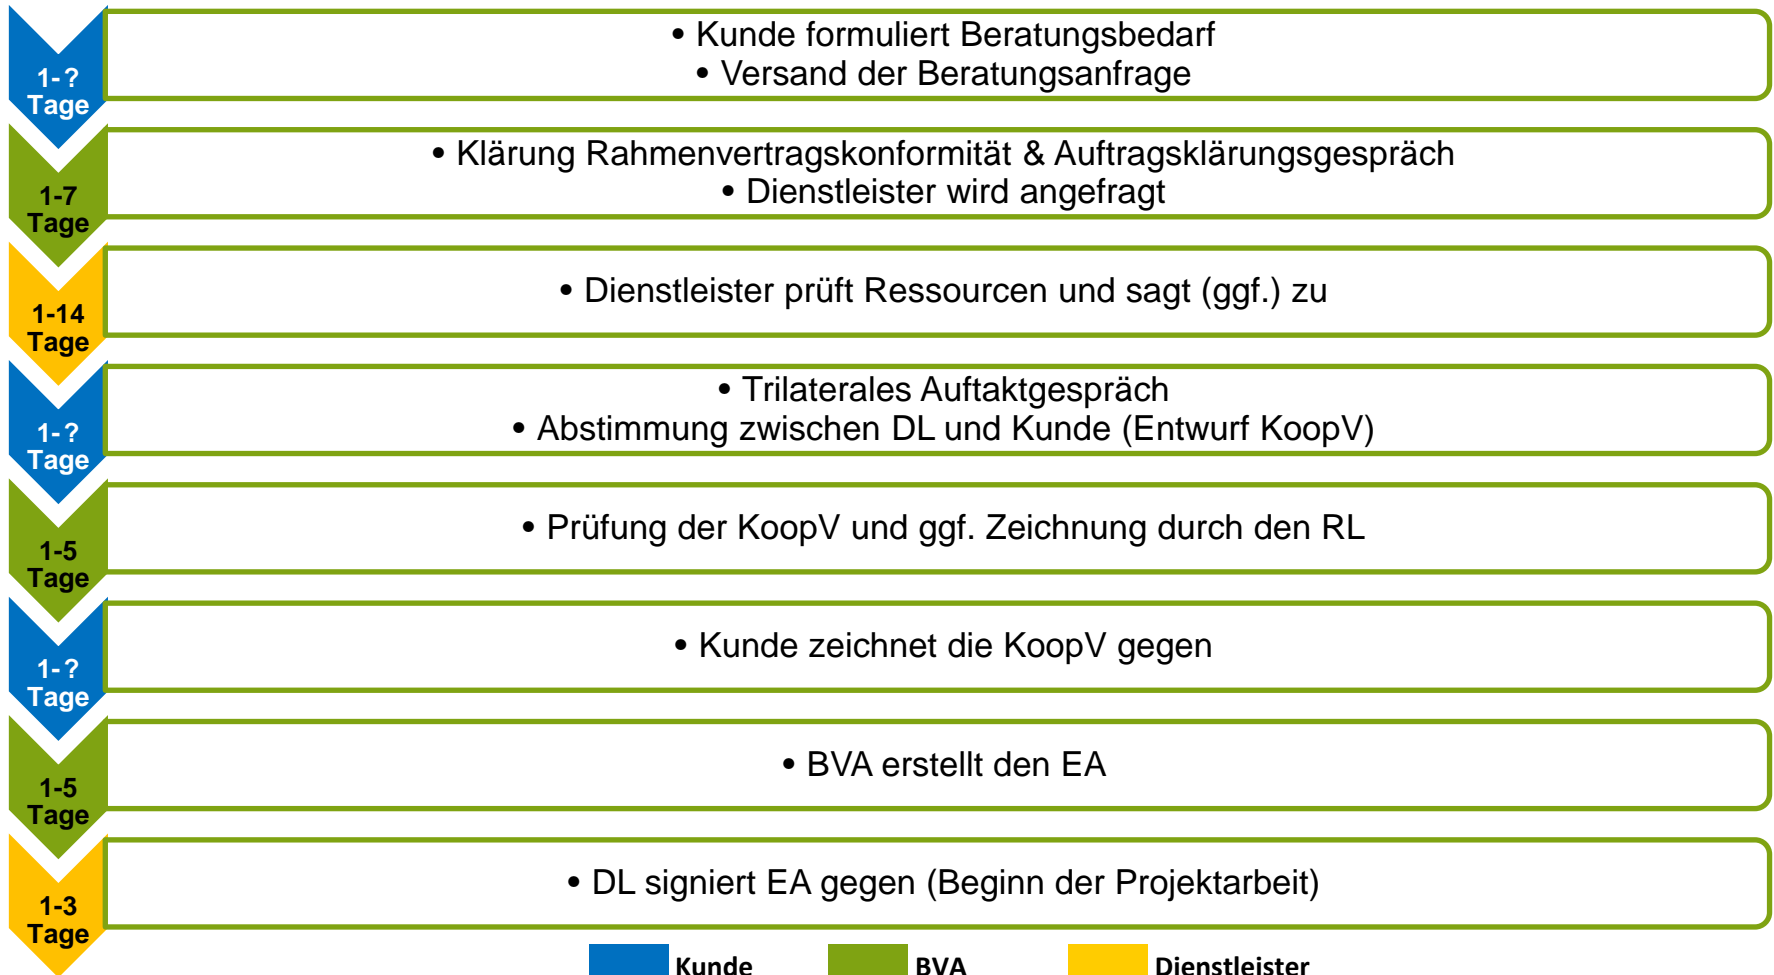 • Kunde formuliert Beratungsbedarf
• Versand der Beratungsanfrage
1- ?
Tage
• Klärung Rahmenvertragskonformität & Auftragsklärungsgespräch
• Dienstleister wird angefragt
1-7
Tage
• Dienstleister prüft Ressourcen und sagt (ggf.) zu
1-14
Tage
• Trilaterales Auftaktgespräch
• Abstimmung zwischen DL und Kunde (Entwurf KoopV)
1- ?
Tage
• Prüfung der KoopV und ggf. Zeichnung durch den RL
1-5
Tage
• Kunde zeichnet die KoopV gegen
1- ?
Tage
• BVA erstellt den EA
1-5
Tage
• DL signiert EA gegen (Beginn der Projektarbeit)
1-3
Tage
Kunde BVA Dienstleister